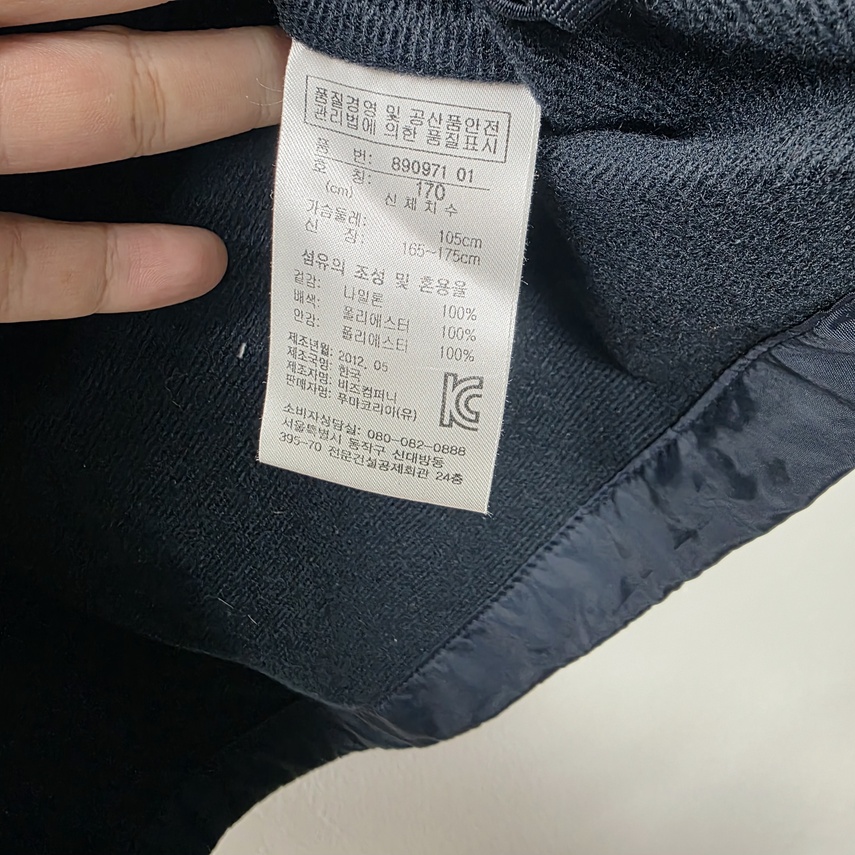 품질경영 및 공산품안전
관리법에 의한 품질표시
품 번: 890971 01
호 칭: 170
(cm) 신체치수
가슴둘레: 105cm
신 장: 165~175cm
섬유의 조성 및 혼용율
겉감: 나일론 100%
배색: 폴리에스터 100%
안감: 폴리에스터 100%
제조년월: 2012. 05
제조국명: 한국
제조자명: 비즈컴퍼니
판매자명: 푸마코리아(유)
소비자상담실: 080-082-0888
서울특별시 동작구 신대방동
395-70 전문건설공제회관 24층